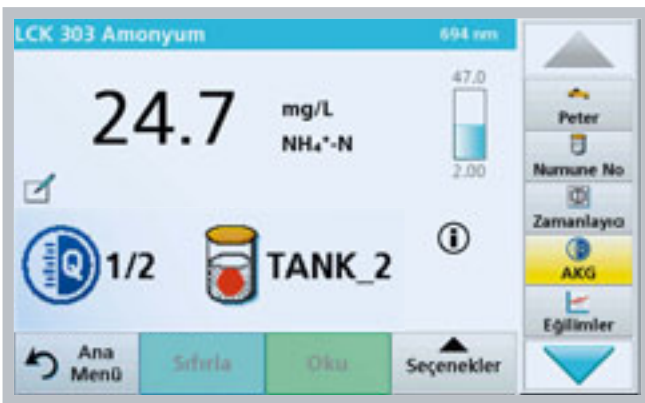 LCK 303 Amonyum 694 nm
24.7 mg/L
NH₄⁺-N
47.0
2.00
Q 1/2 TANK_2
Peter
Numune No
Zamanlayıcı
AKG
Eğilimler
Ana Menü
Sıfırla
Oku
Seçenekler